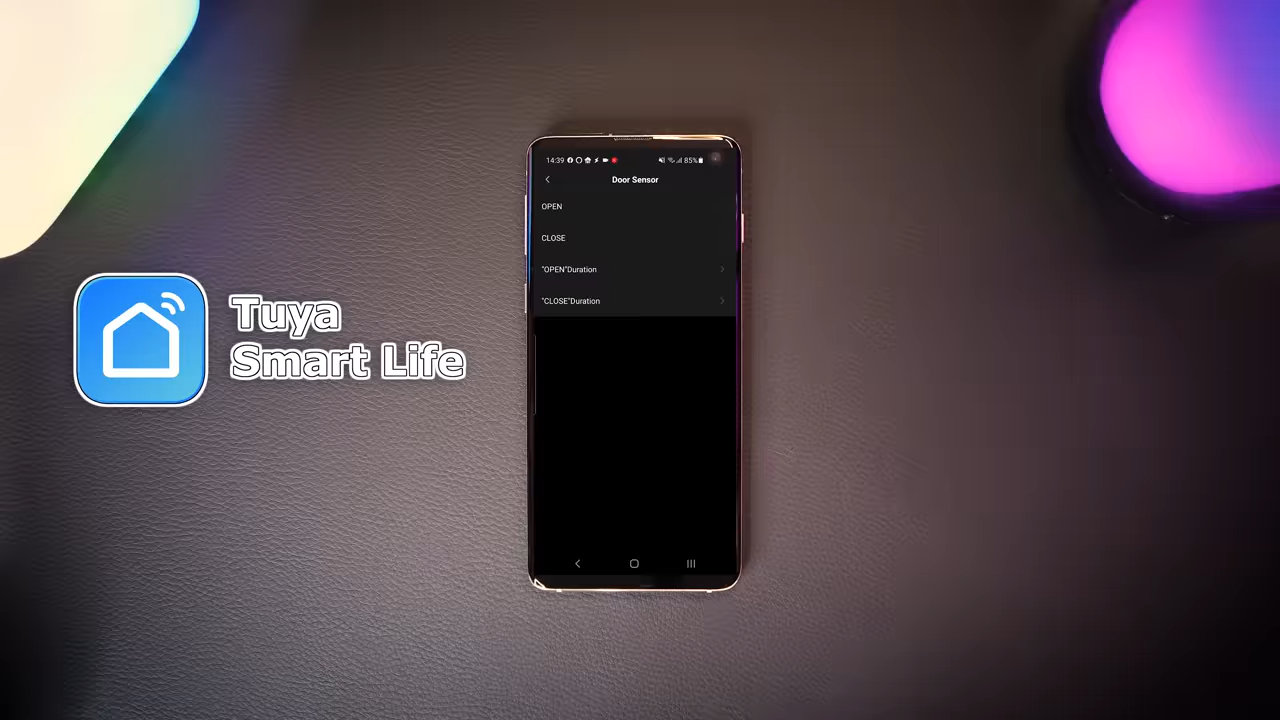 Tuya
Smart Life
14:39
85%
Door Sensor
OPEN
CLOSE
"OPEN"Duration
"CLOSE"Duration